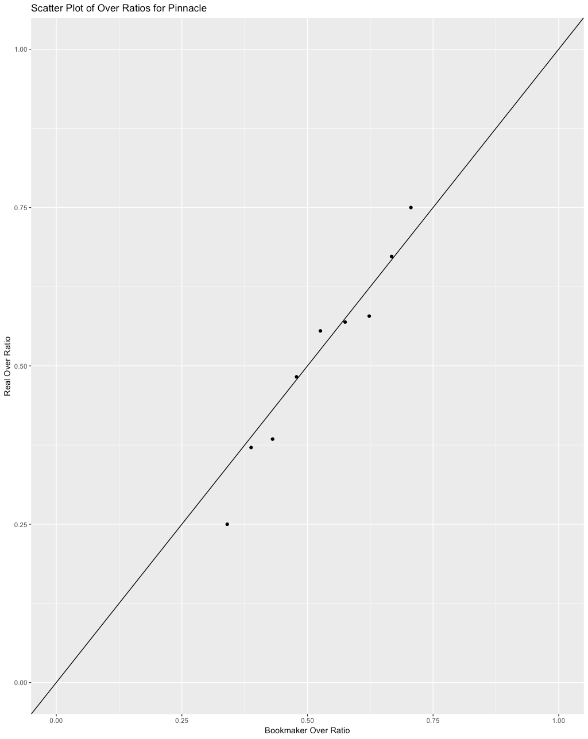 Scatter Plot of Over Ratios for Pinnacle
1.00
0.75
0.50
0.25
0.00
Real Over Ratio
0.00 0.25 0.50 0.75 1.00
Bookmaker Over Ratio